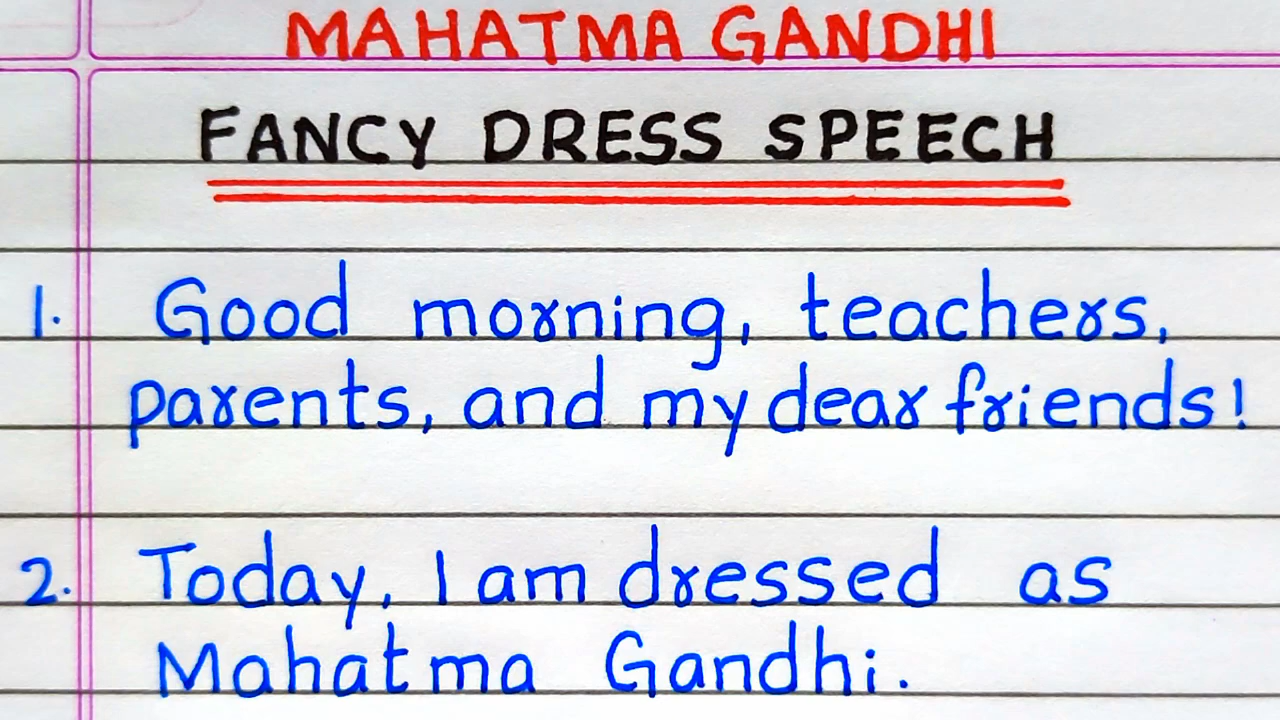 MAHATMA GANDHI
FANCY DRESS SPEECH
1. Good morning, teachers,
parents, and my dear friends!
2. Today, I am dressed as
Mahatma Gandhi.